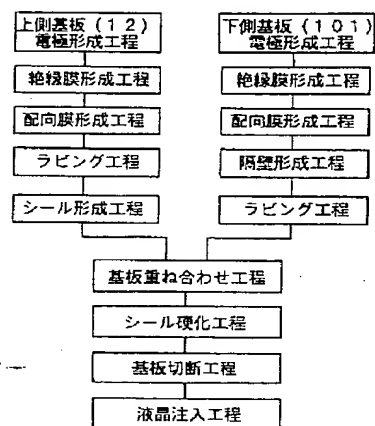 上側基板(12)
電極形成工程
絶縁膜形成工程
配向膜形成工程
ラビング工程
シール形成工程
下側基板(101)
電極形成工程
絶縁膜形成工程
配向膜形成工程
隔壁形成工程
ラビング工程
基板重ね合わせ工程
シール硬化工程
基板切断工程
液晶注入工程